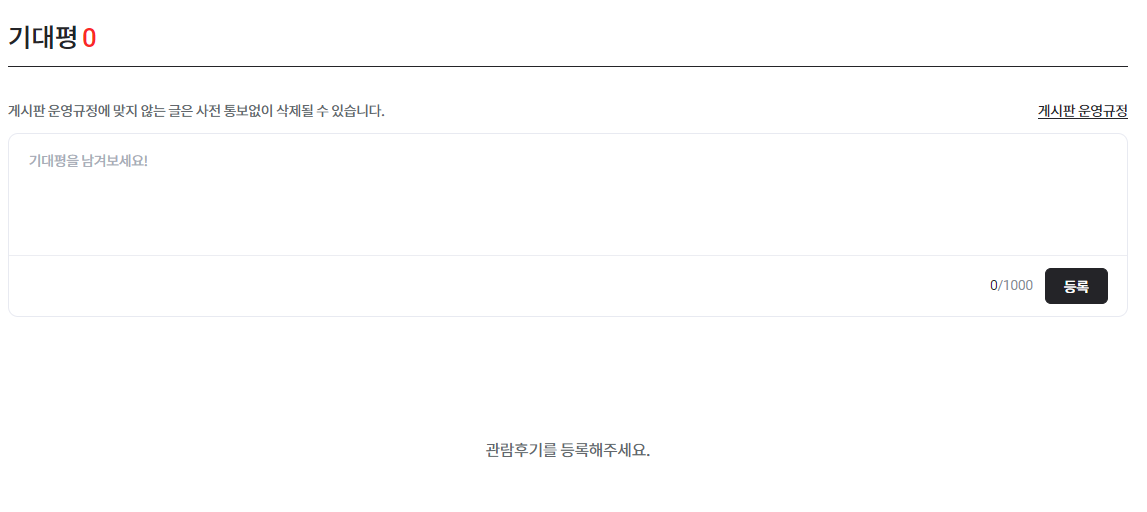 기대평 0
게시판 운영규정에 맞지 않는 글은 사전 통보없이 삭제될 수 있습니다. 게시판 운영규정
기대평을 남겨보세요!
0/1000 등록
관람후기를 등록해주세요.